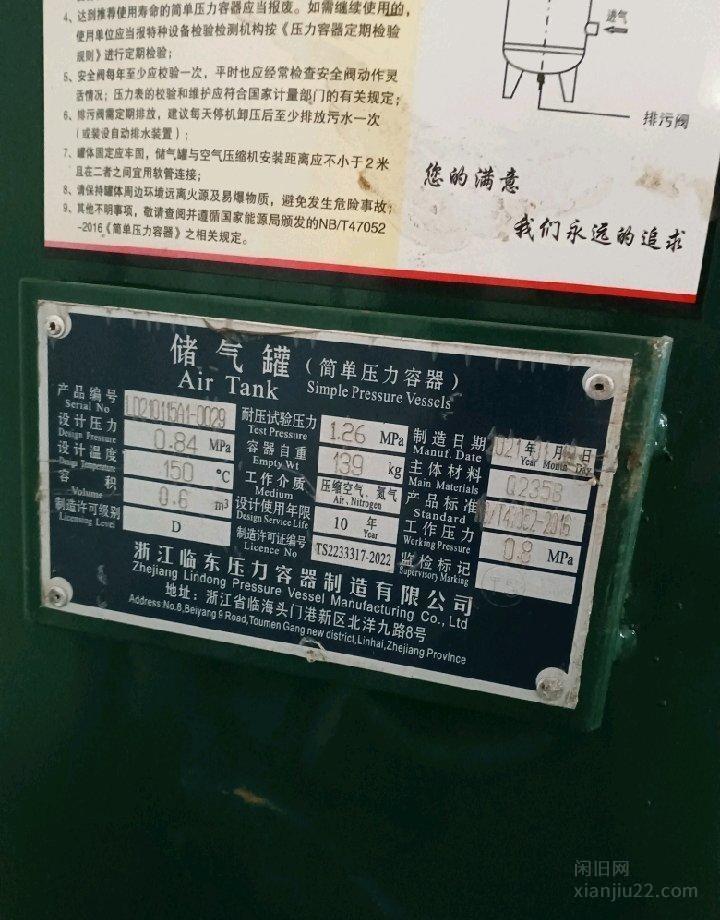 4、达到推荐使用寿命的简单压力容器应当报废。如需继续使用的,
使用单位应当报特种设备检验检测机构按《压力容器定期检验
规则》进行定期检验;
5、安全阀每年至少应校验一次，平时也应经常检查安全阀动作灵
活情况；压力表的校验和维护应符合国家计量部门的有关规定；
6、排污阀需定期排放，建议每天停机卸压后至少排放污水一次
（或装设自动排水装置）;
7、罐体固定应牢固，储气罐与空气压缩机安装距离应不小于2米
且在二者之间宜用软管连接;
8、请保持罐体周边环境远离火源及易爆物质，避免发生危险事故;
9、其他不明事项，敬请查阅并遵循国家能源局颁发的NB/T47052
-2016《简单压力容器》之相关规定。
进气
排污阀
您的满意
我们永远的追求
储气罐（简单压力容器）
Air Tank Simple Pressure Vessels
产品编号 LD210115A1-0029 耐压试验压力 1.26 MPa 制造日期 2021年 01月 日
Serial No Test Pressure Manuf. Date Year Month Day
设计压力 0.84 MPa 容器自重 139 kg 主体材料 Q235B
Design Pressure Empty Wt Main Materials
设计温度 150 ℃ 工作介质 压缩空气、氮气 产品标准 NB/T47052-2016
Design Temperature Medium Air, Nitrogen Standard
容积 0.6 m³ 设计使用年限 10 年 工作压力 0.8 MPa
Volume Design Service Life Year Working Pressure
制造许可级别 D 制造许可证编号 TS2233317-2022 监检标记
Licensing Level Licence No Supervisory Marking
浙江临东压力容器制造有限公司
Zhejiang Lindong Pressure Vessel Manufacturing Co., Ltd
地址：浙江省临海头门港新区北洋九路8号
Address:No.8,Beiyang 9 Road,Toumen Gang new district,Linhai,Zhejiang Province
闲旧网
xianjiu22.com